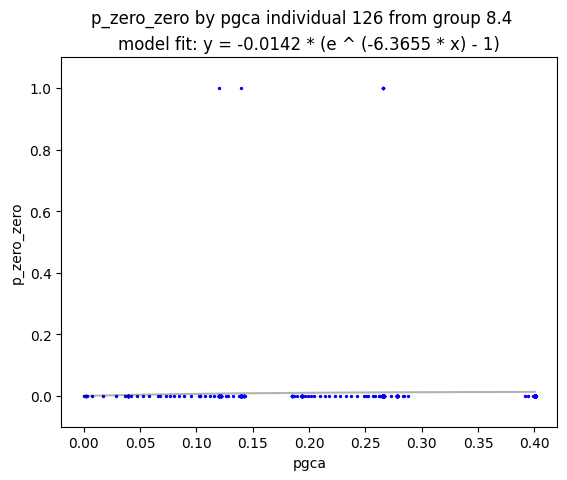 p_zero_zero by pgca individual 126 from group 8.4
model fit: y = -0.0142 * (e ^ (-6.3655 * x) - 1)
1.0
0.8
0.6
0.4
0.2
0.0
p_zero_zero
0.00 0.05 0.10 0.15 0.20 0.25 0.30 0.35 0.40
pgca